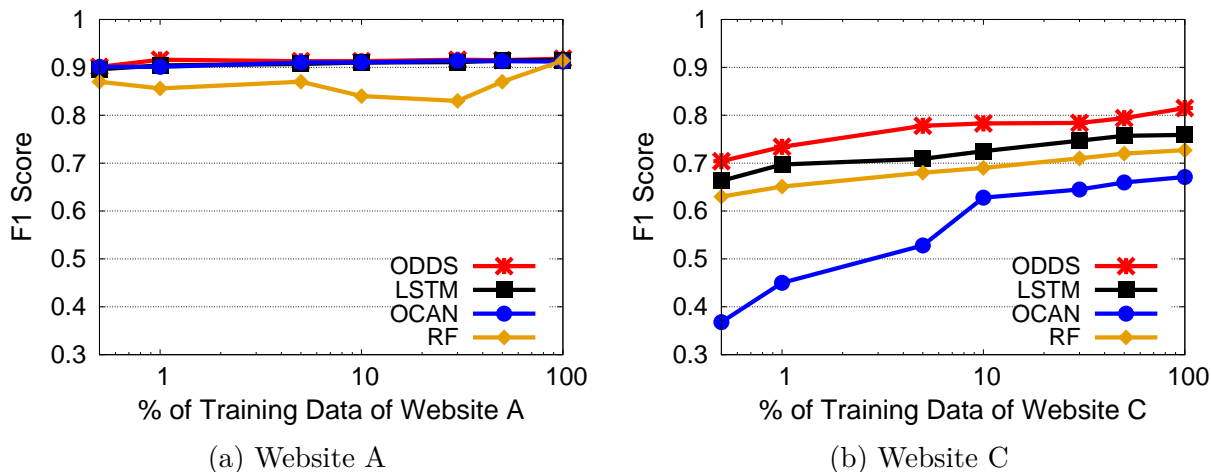 1
0.9
0.8
0.7
0.6
0.5
0.4
0.3
F1 Score
ODDS
LSTM
OCAN
RF
1 10 100
% of Training Data of Website A
(a) Website A
1
0.9
0.8
0.7
0.6
0.5
0.4
0.3
F1 Score
ODDS
LSTM
OCAN
RF
1 10 100
% of Training Data of Website C
(b) Website C